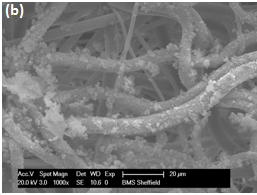 (b)
Acc.V Spot Magn Det WD Exp 20 µm
20.0 kV 3.0 1000x SE 10.6 0 BMS Sheffield